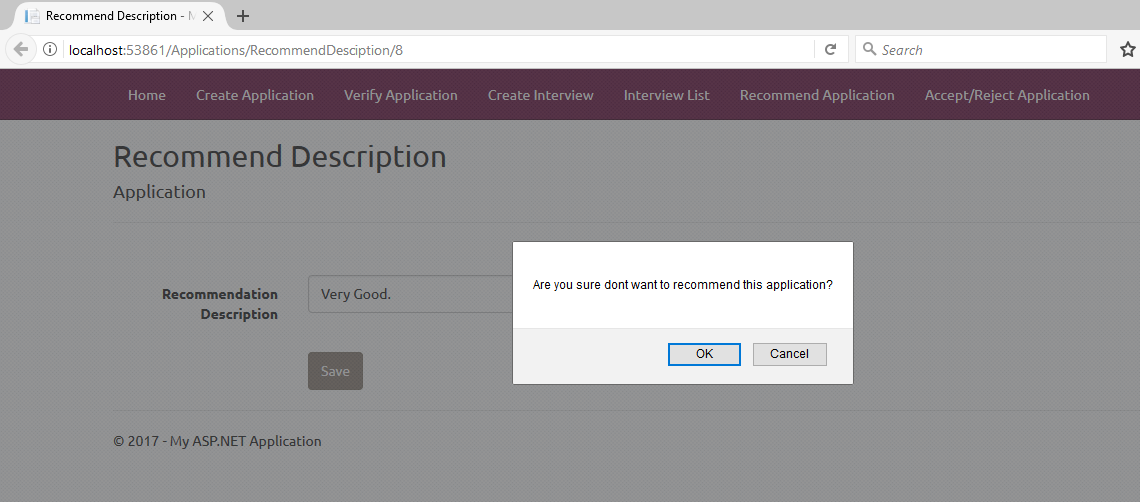 Recommend Description - M
localhost:53861/Applications/RecommendDesciption/8
Search
Home Create Application Verify Application Create Interview Interview List Recommend Application Accept/Reject Application
Recommend Description
Application
Are you sure dont want to recommend this application?
Recommendation
Description
Very Good.
OK Cancel
Save
© 2017 - My ASP.NET Application